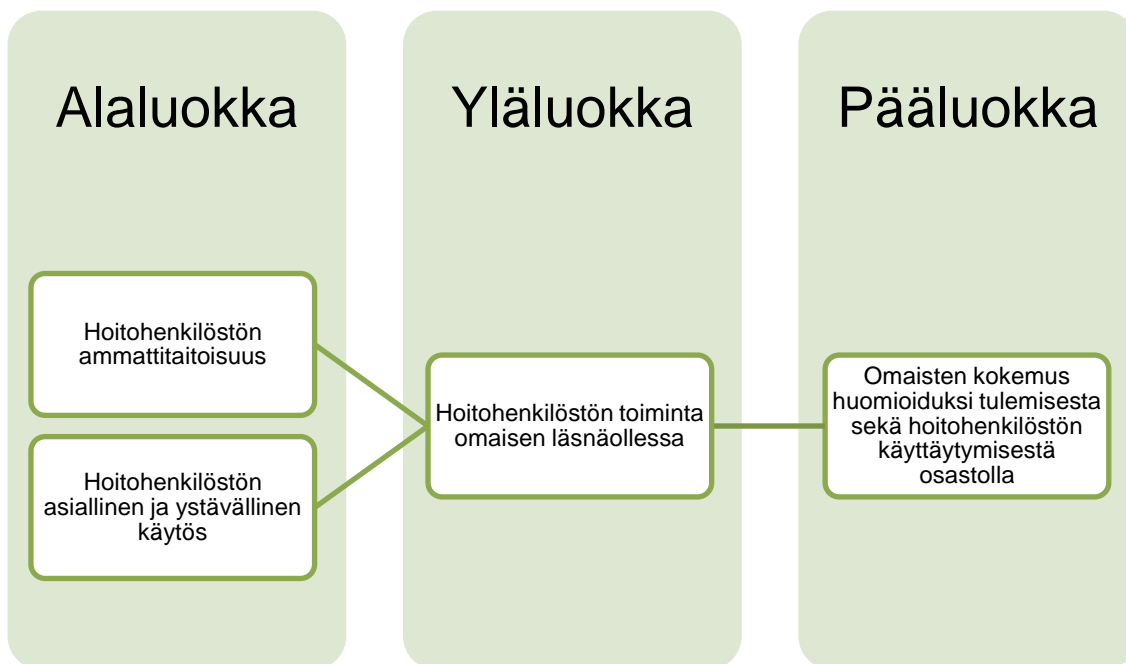 Alaluokka
Hoitohenkilöstön
ammattitaitoisuus
Hoitohenkilöstön
asiallinen ja ystävällinen
käytös
Yläluokka
Hoitohenkilöstön toiminta
omaisen läsnäollessa
Pääluokka
Omaisten kokemus
huomioiduksi tulemisesta
sekä hoitohenkilöstön
käyttäytymisestä
osastolla